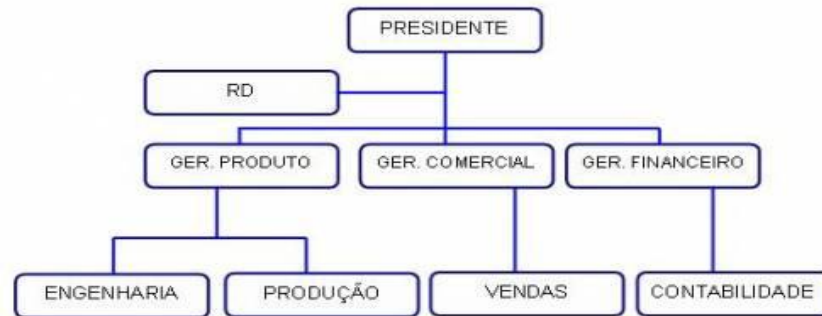 PRESIDENTE
RD
GER. PRODUTO
GER. COMERCIAL
GER. FINANCEIRO
ENGENHARIA
PRODUÇÃO
VENDAS
CONTABILIDADE